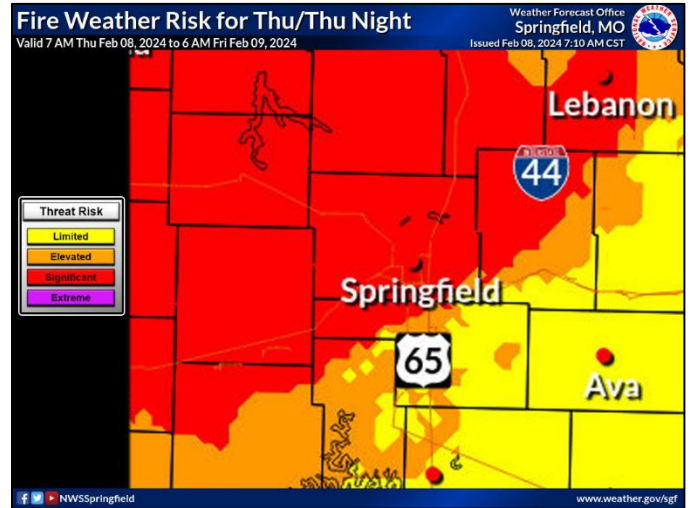 Fire Weather Risk for Thu/Thu Night
Valid 7 AM Thu Feb 08, 2024 to 6 AM Fri Feb 09, 2024
Weather Forecast Office
Springfield, MO
Issued Feb 08, 2024 7:10 AM CST
Lebanon
44
Threat Risk
Limited
Elevated
Significant
Extreme
Springfield
65
Ava
NWSSpringfield
www.weather.gov/sgf